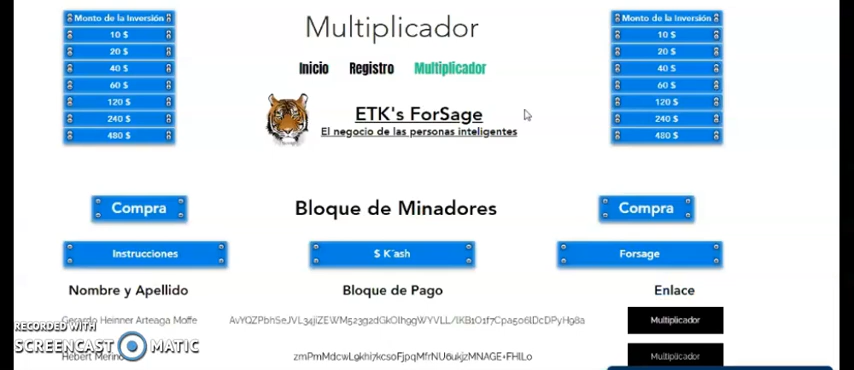 Multiplicador
Monto de la Inversión
10 $
20 $
40 $
60 $
120 $
240 $
480 $
Monto de la Inversión
10 $
20 $
40 $
60 $
120 $
240 $
480 $
Inicio Registro Multiplicador
ETK's ForSage
El negocio de las personas inteligentes
Compra Bloque de Minadores Compra
Instrucciones $ K´ash Forsage
Nombre y Apellido Bloque de Pago Enlace
Gerardo Heinner Arteaga Multiplicador
RECORDED WITH
SCREENCAST MATIC
Hebert Multiplicador